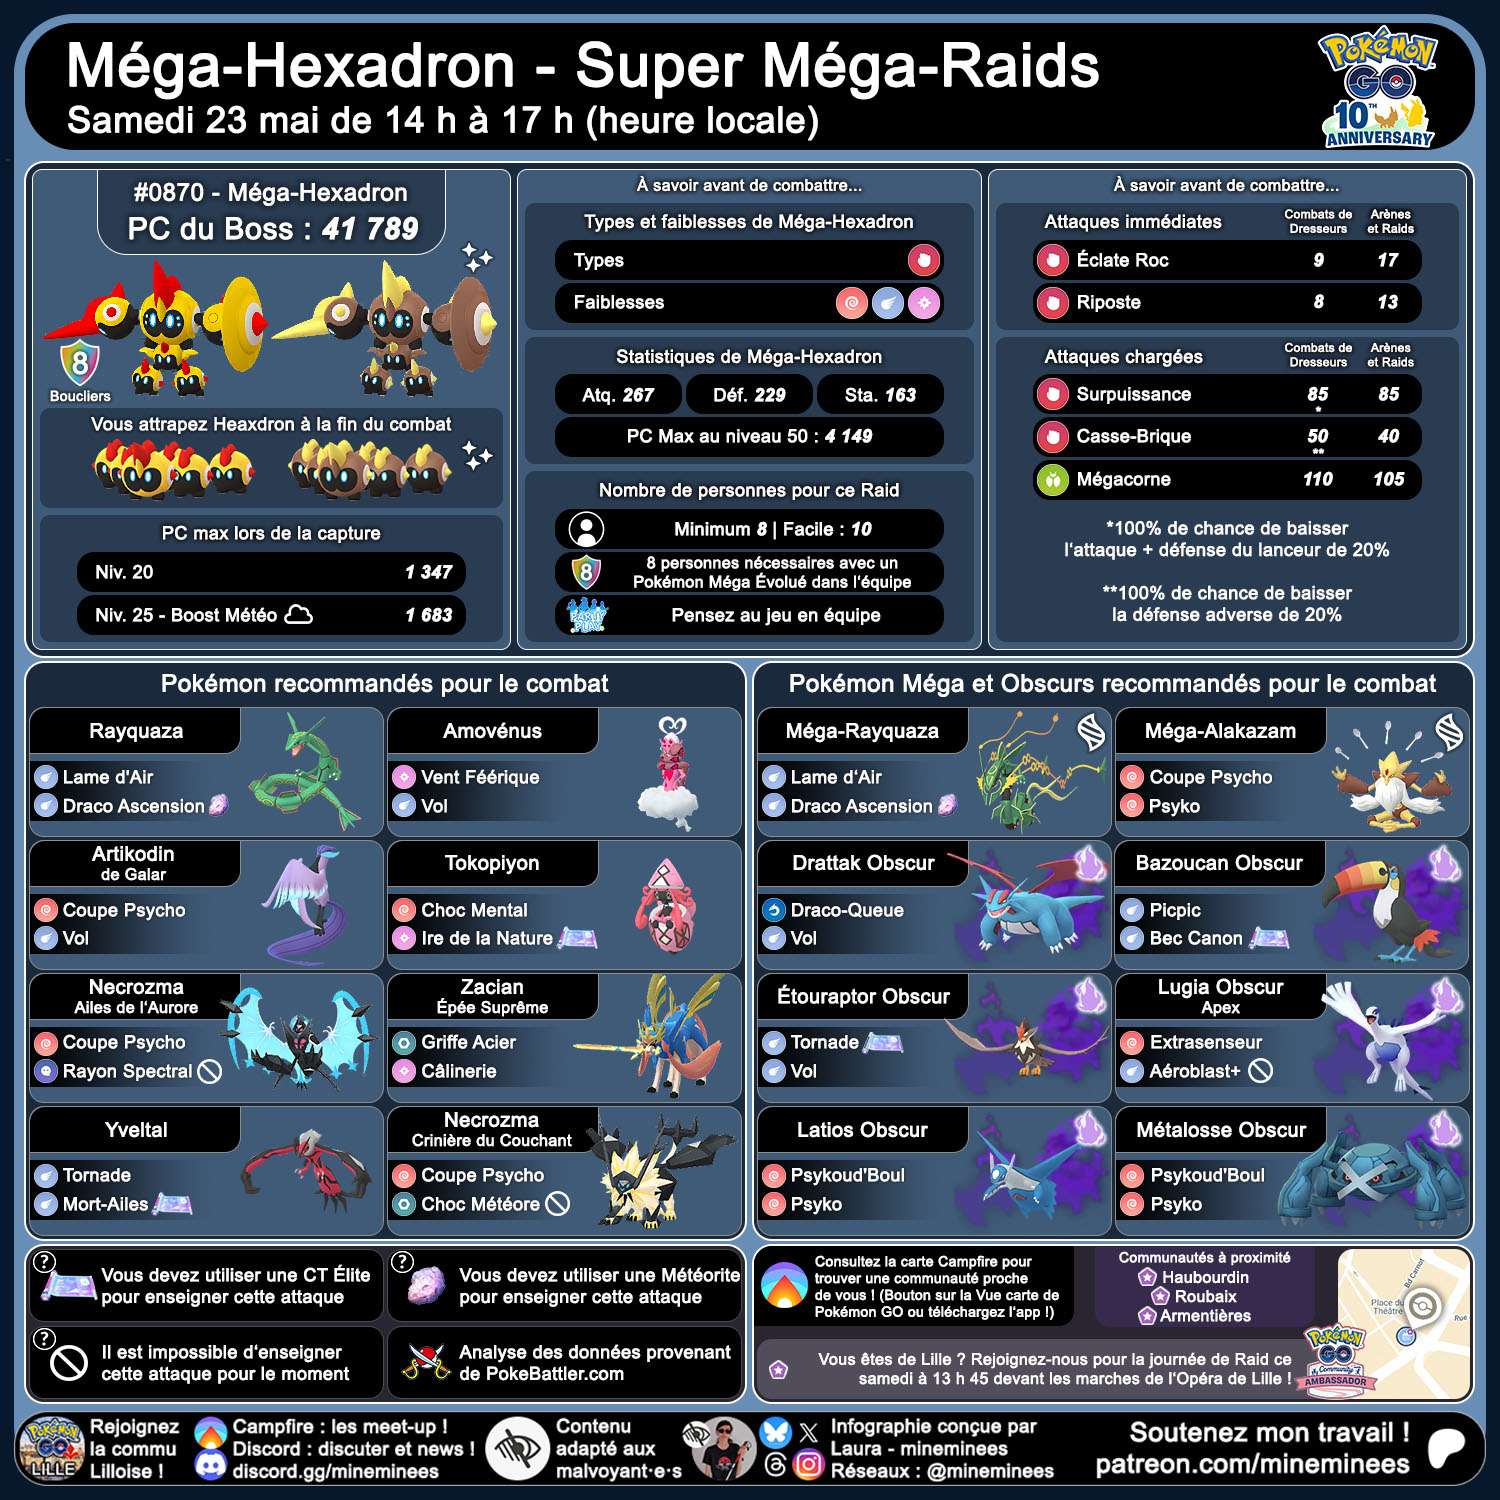 Méga-Hexadron - Super Méga-Raids
Samedi 23 mai de 14 h à 17 h (heure locale)
Pokémon
GO
10TH
ANNIVERSARY
#0870 - Méga-Hexadron
PC du Boss : 41 789
8
Boucliers
Vous attrapez Heaxdron à la fin du combat
PC max lors de la capture
Niv. 20 1 347
Niv. 25 - Boost Météo 1 683
À savoir avant de combattre...
Types et faiblesses de Méga-Hexadron
Types
Faiblesses
Statistiques de Méga-Hexadron
Atq. 267 Déf. 229 Sta. 163
PC Max au niveau 50 : 4 149
Nombre de personnes pour ce Raid
Minimum 8 | Facile : 10
8
8 personnes nécessaires avec un
Pokémon Méga Évolué dans l'équipe
PARTY
PLAY
Pensez au jeu en équipe
À savoir avant de combattre...
Attaques immédiates Combats de Dresseurs Arènes et Raids
Éclate Roc 9 17
Riposte 8 13
Attaques chargées Combats de Dresseurs Arènes et Raids
Surpuissance 85 * 85
Casse-Brique 50 ** 40
Mégacorne 110 105
*100% de chance de baisser
l'attaque + défense du lanceur de 20%
**100% de chance de baisser
la défense adverse de 20%
Pokémon recommandés pour le combat
Rayquaza
Lame d'Air
Draco Ascension
Amovénus
Vent Féérique
Vol
Artikodin
de Galar
Coupe Psycho
Vol
Tokopiyon
Choc Mental
Ire de la Nature
Necrozma
Ailes de l'Aurore
Coupe Psycho
Rayon Spectral
Zacian
Épée Suprême
Griffe Acier
Câlinerie
Yveltal
Tornade
Mort-Ailes
Necrozma
Crinière du Couchant
Coupe Psycho
Choc Météore
Pokémon Méga et Obscurs recommandés pour le combat
Méga-Rayquaza
Lame d'Air
Draco Ascension
Méga-Alakazam
Coupe Psycho
Psyko
Drattak Obscur
Draco-Queue
Vol
Bazoucan Obscur
Picpic
Bec Canon
Étouraptor Obscur
Tornade
Vol
Lugia Obscur
Apex
Extrasenseur
Aéroblast+
Latios Obscur
Psykoud'Boul
Psyko
Métalosse Obscur
Psykoud'Boul
Psyko
?
Vous devez utiliser une CT Élite
pour enseigner cette attaque
?
Vous devez utiliser une Météorite
pour enseigner cette attaque
?
Il est impossible d'enseigner
cette attaque pour le moment
Analyse des données provenant
de PokeBattler.com
Consultez la carte Campfire pour
trouver une communauté proche
de vous ! (Bouton sur la Vue carte de
Pokémon GO ou téléchargez l'app !)
Communautés à proximité
Haubourdin
Roubaix
Armentières
Bd Carnot
Place du
Théâtre
Rue
Vous êtes de Lille ? Rejoignez-nous pour la journée de Raid ce
samedi à 13 h 45 devant les marches de l'Opéra de Lille !
Pokémon
GO
Community
AMBASSADOR
POKÉMON
GO
LILLE
Rejoignez
la commu
Lilloise !
Campfire : les meet-up !
Discord : discuter et news !
discord.gg/mineminees
Contenu
adapté aux
malvoyant·e·s
Infographie conçue par
Laura - mineminees
Réseaux : @mineminees
Soutenez mon travail !
patreon.com/mineminees